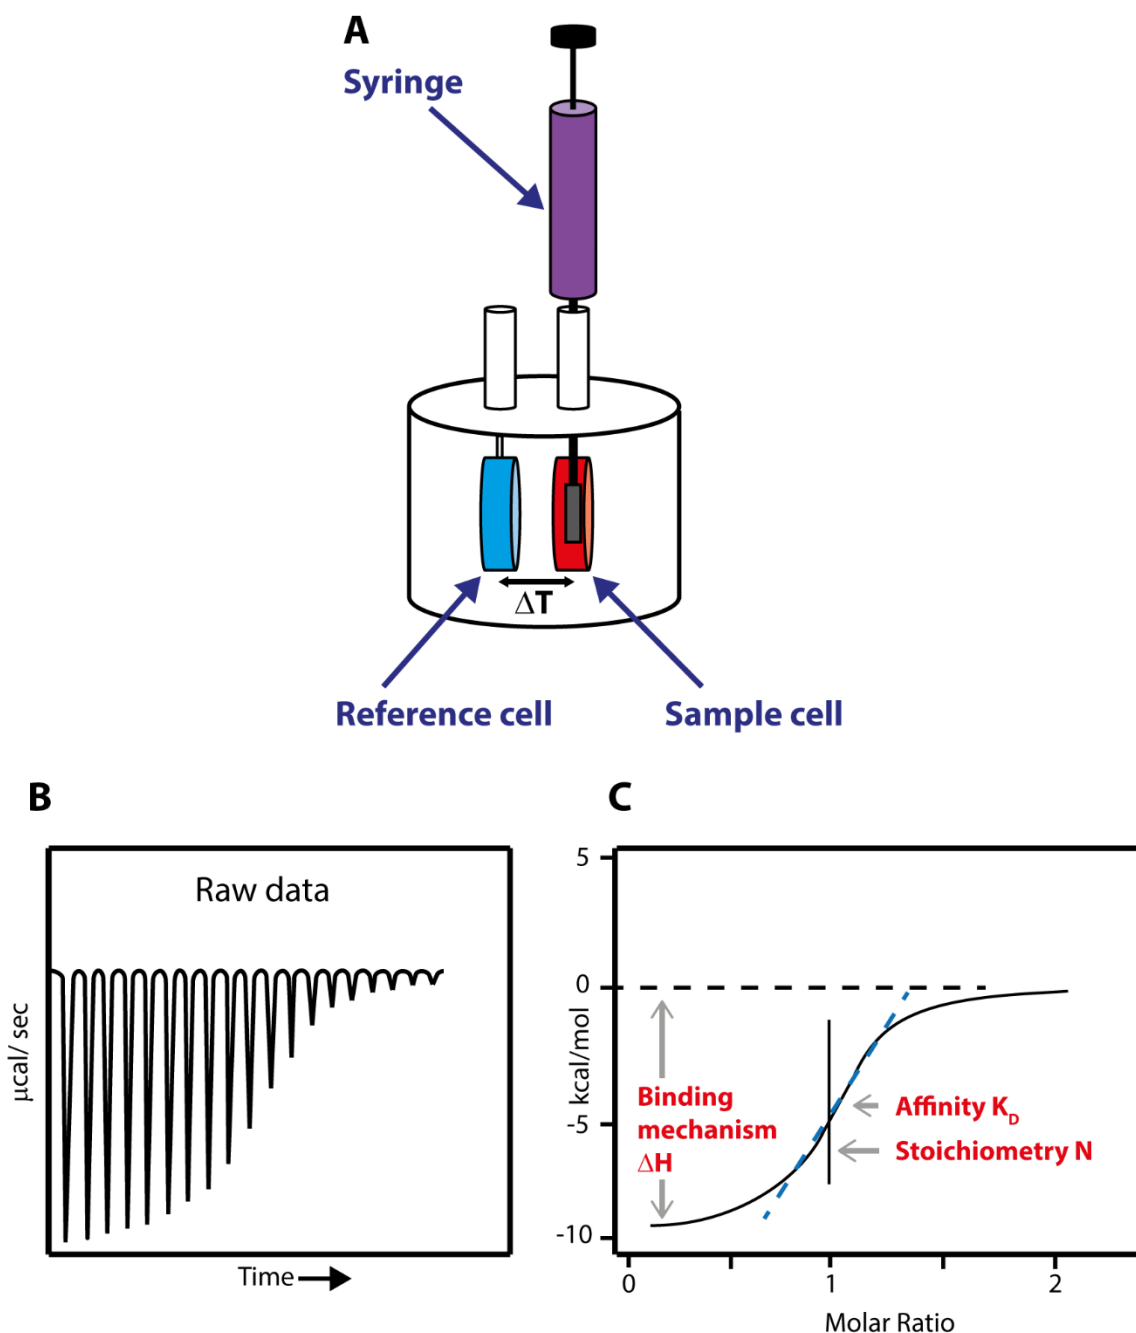 A
Syringe
ΔT
Reference cell
Sample cell
B
Raw data
μcal/ sec
Time
C
5
0
-5
-10
kcal/mol
Binding
mechanism
ΔH
Affinity K_D
Stoichiometry N
0
1
2
Molar Ratio